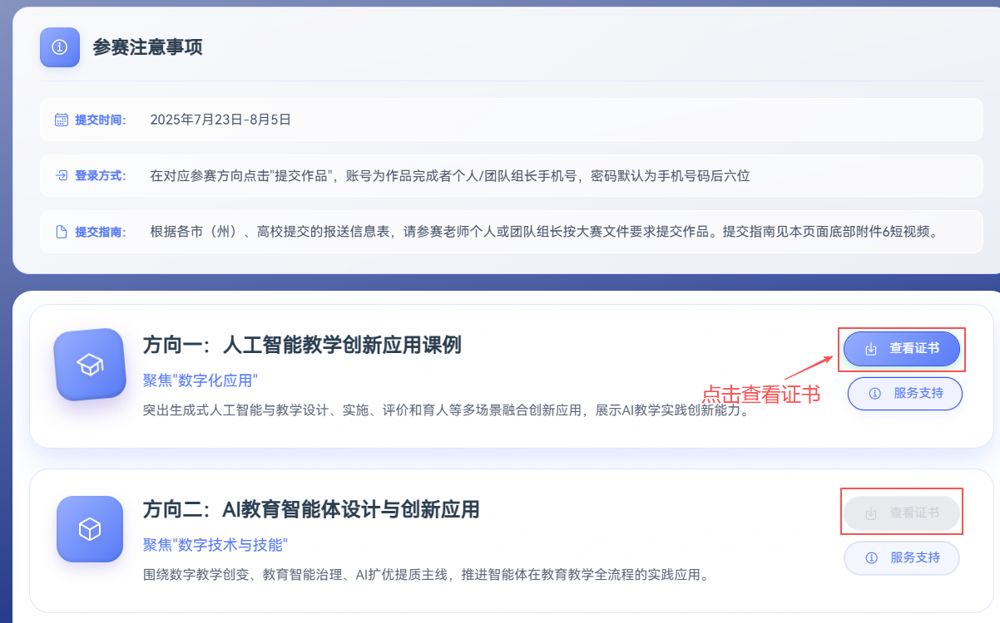 参赛注意事项
提交时间： 2025年7月23日-8月5日
登录方式： 在对应参赛方向点击"提交作品"，账号为作品完成者个人/团队组长手机号，密码默认为手机号码后六位
提交指南： 根据各市（州）、高校提交的报送信息表，请参赛老师个人或团队组长按大赛文件要求提交作品。提交指南见本页面底部附件6短视频。
方向一：人工智能教学创新应用课例
查看证书
聚焦"数字化应用"
点击查看证书
服务支持
突出生成式人工智能与教学设计、实施、评价和育人等多场景融合创新应用，展示AI教学实践创新能力。
方向二：AI教育智能体设计与创新应用
查看证书
聚焦"数字技术与技能"
服务支持
围绕数字教学创变、教育智能治理、AI扩优提质主线，推进智能体在教育教学全流程的实践应用。